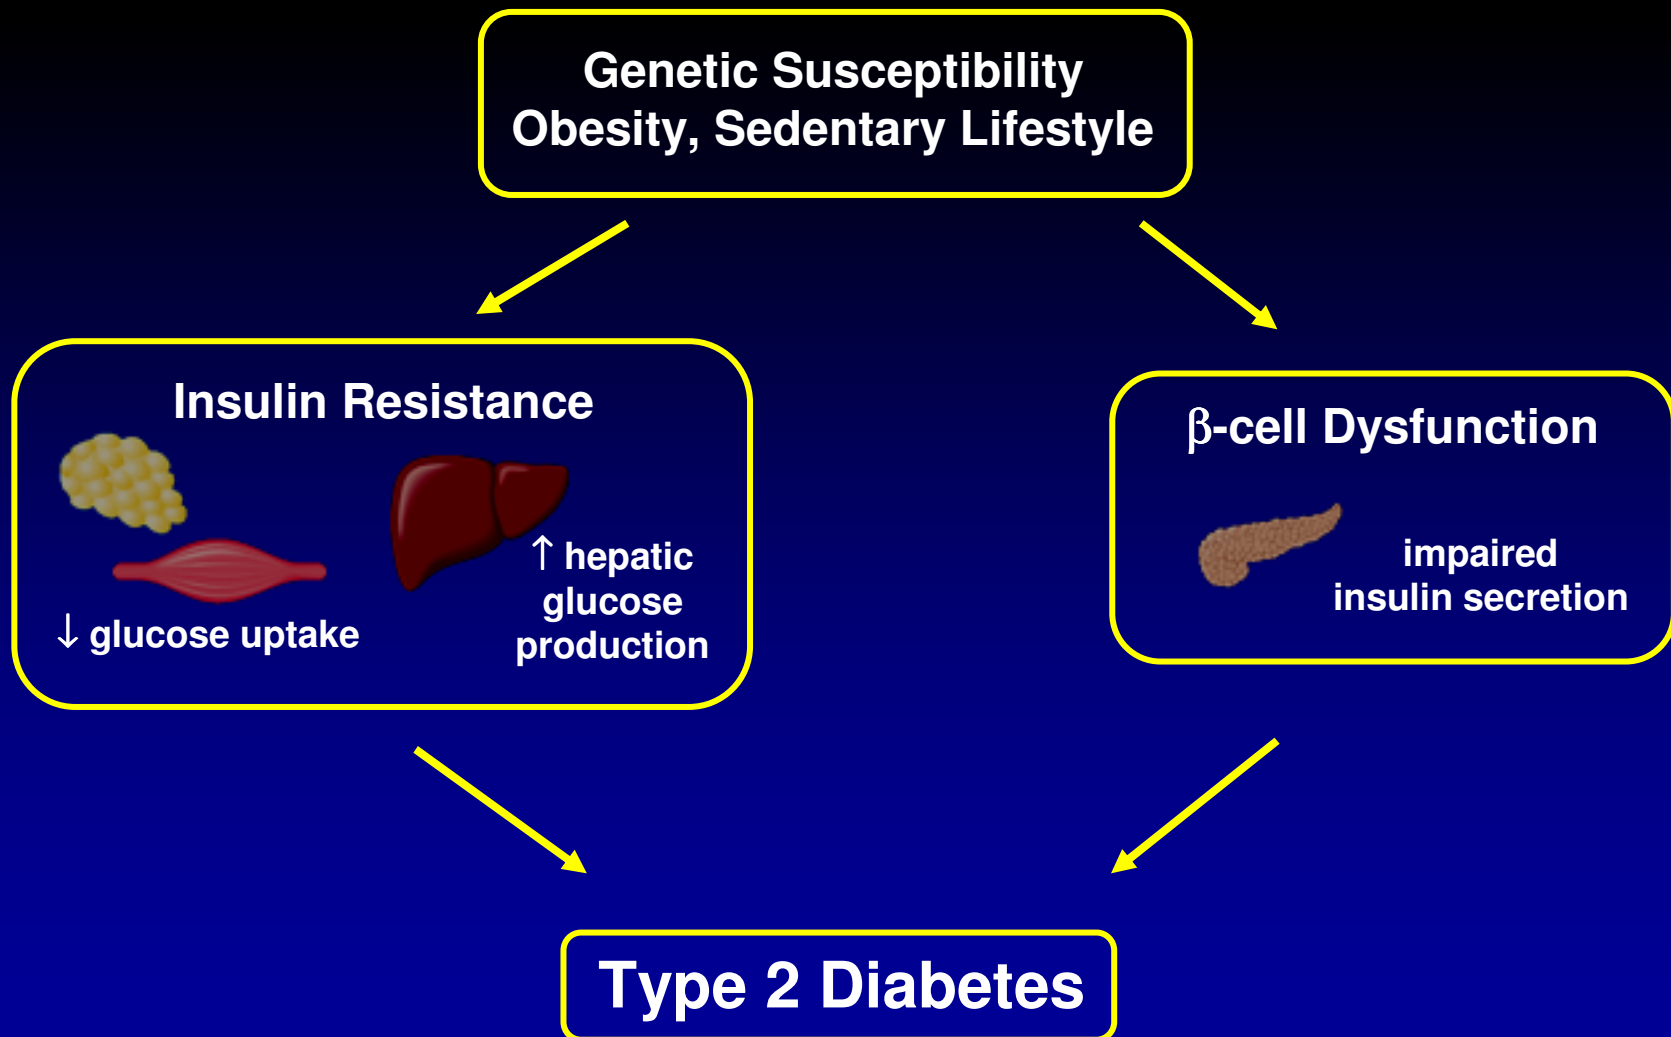 Genetic Susceptibility
Obesity, Sedentary Lifestyle
Insulin Resistance
↓ glucose uptake
↑ hepatic
glucose
production
β-cell Dysfunction
impaired
insulin secretion
Type 2 Diabetes